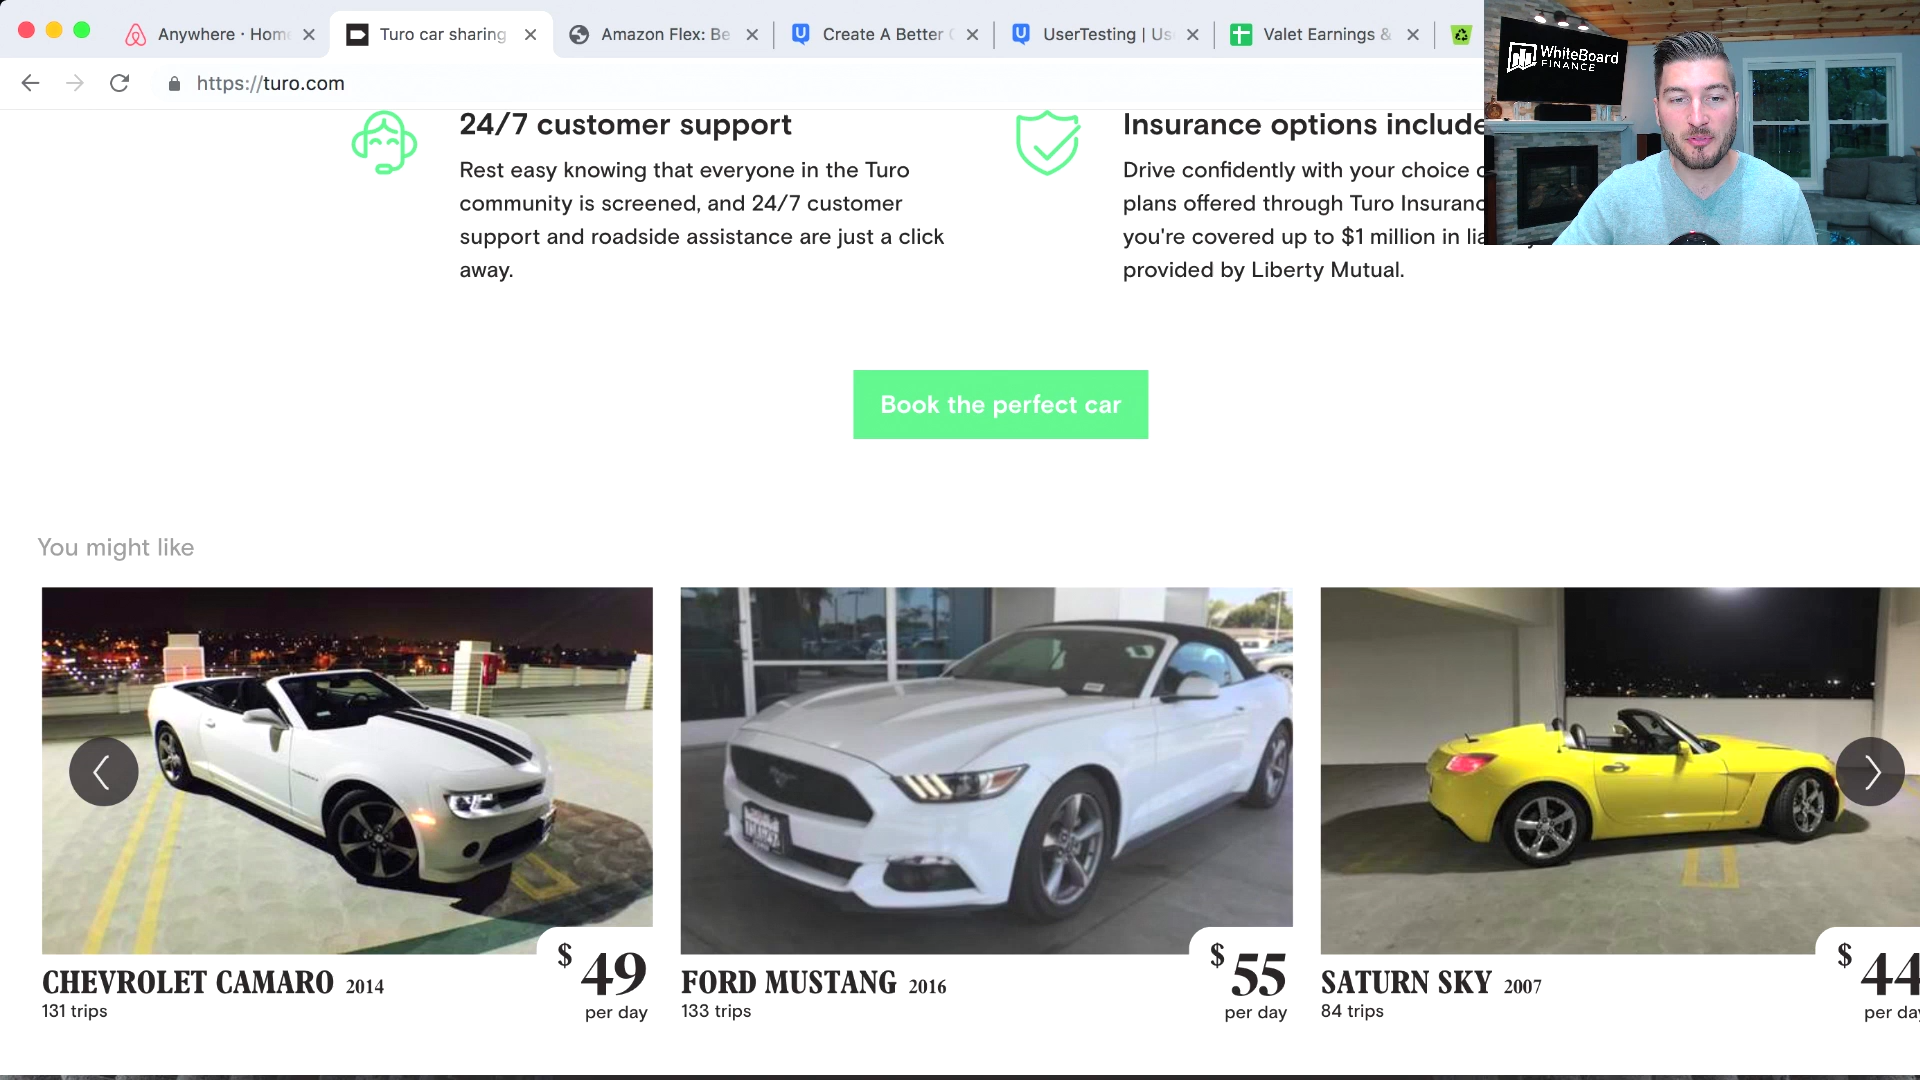 Anywhere · Hom
Turo car sharing
Amazon Flex: Be
Create A Better
UserTesting | Us
Valet Earnings &
https://turo.com
WhiteBoard
FINANCE
24/7 customer support
Rest easy knowing that everyone in the Turo
community is screened, and 24/7 customer
support and roadside assistance are just a click
away.
Insurance options include
Drive confidently with your choice
plans offered through Turo Insuranc
you're covered up to $1 million in lia
provided by Liberty Mutual.
Book the perfect car
You might like
CHEVROLET CAMARO 2014
131 trips
$49
per day
FORD MUSTANG 2016
133 trips
$55
per day
SATURN SKY 2007
84 trips
$44
per day